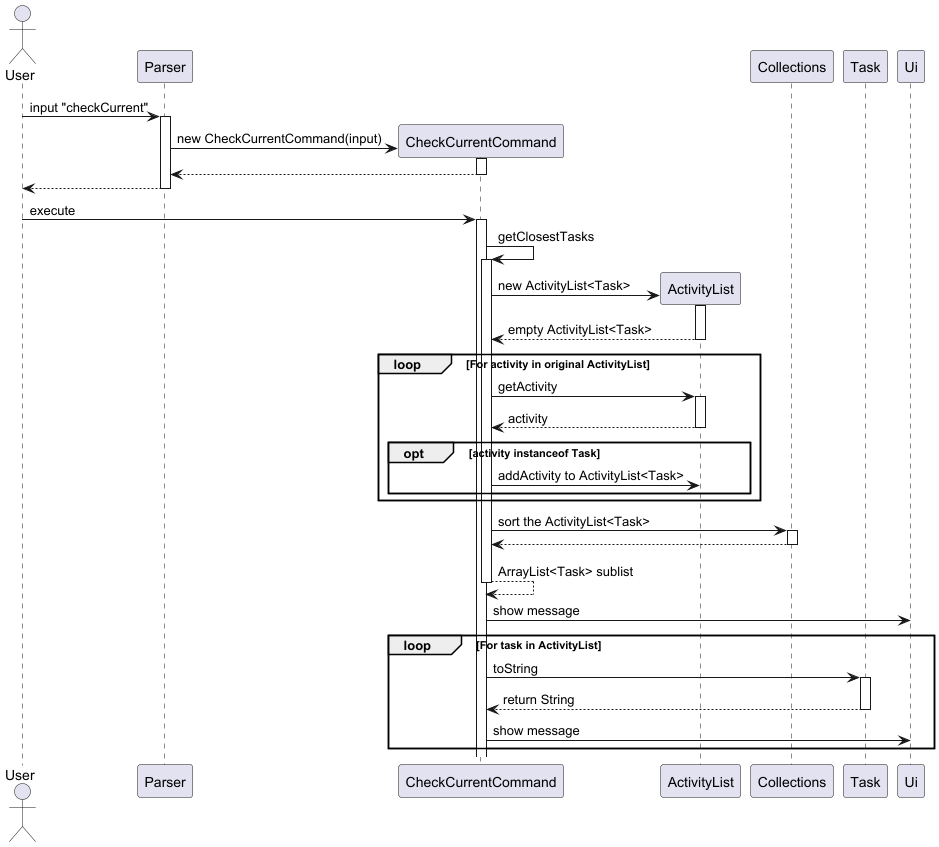 User
Parser
Collections
Task
Ui
input "checkCurrent"
new CheckCurrentCommand(input)
CheckCurrentCommand
execute
getClosestTasks
new ActivityList<Task>
ActivityList
empty ActivityList<Task>
loop
[For activity in original ActivityList]
getActivity
activity
opt
[activity instanceof Task]
addActivity to ActivityList<Task>
sort the ActivityList<Task>
ArrayList<Task> sublist
show message
loop
[For task in ActivityList]
toString
return String
show message
User
Parser
CheckCurrentCommand
ActivityList
Collections
Task
Ui